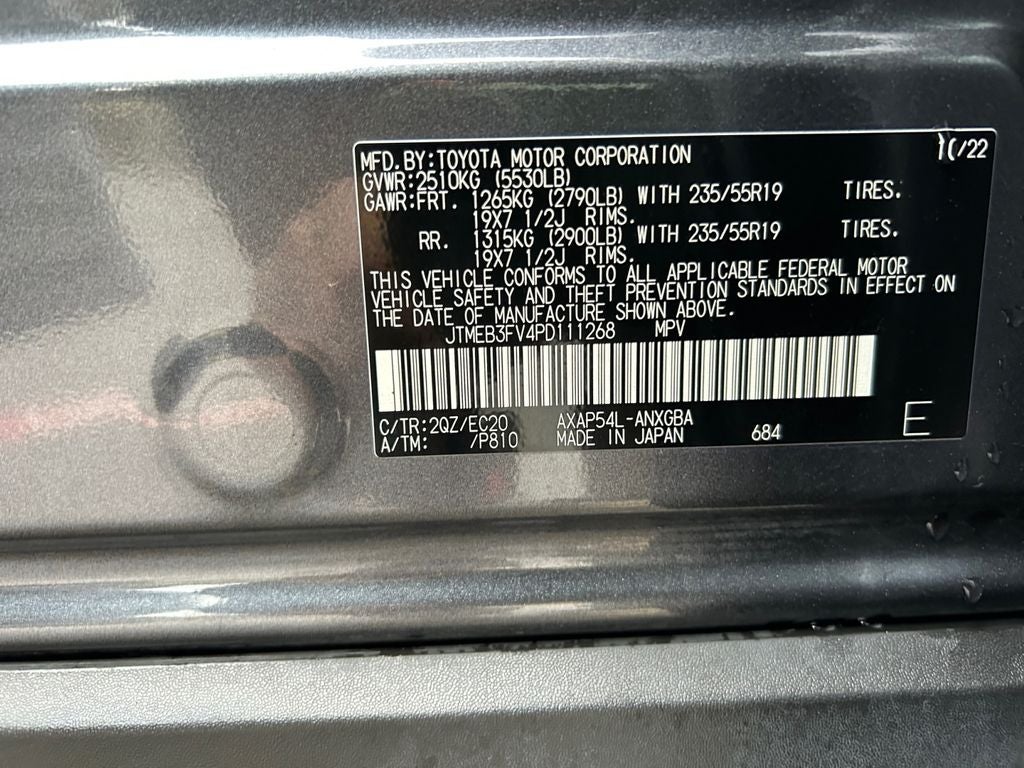 MFD.BY:TOYOTA MOTOR CORPORATION 10/22
GVWR:2510KG (5530LB)
GAWR:FRT. 1265KG (2790LB) WITH 235/55R19 TIRES.
19X7 1/2J RIMS.
RR. 1315KG (2900LB) WITH 235/55R19 TIRES.
19X7 1/2J RIMS.
THIS VEHICLE CONFORMS TO ALL APPLICABLE FEDERAL MOTOR
VEHICLE SAFETY AND THEFT PREVENTION STANDARDS IN EFFECT ON
THE DATE OF MANUFACTURE SHOWN ABOVE.
JTMEB3FV4PD111268 MPV
C/TR:2QZ/EC20 AXAP54L-ANXGBA
A/TM: /P810 MADE IN JAPAN 684 E